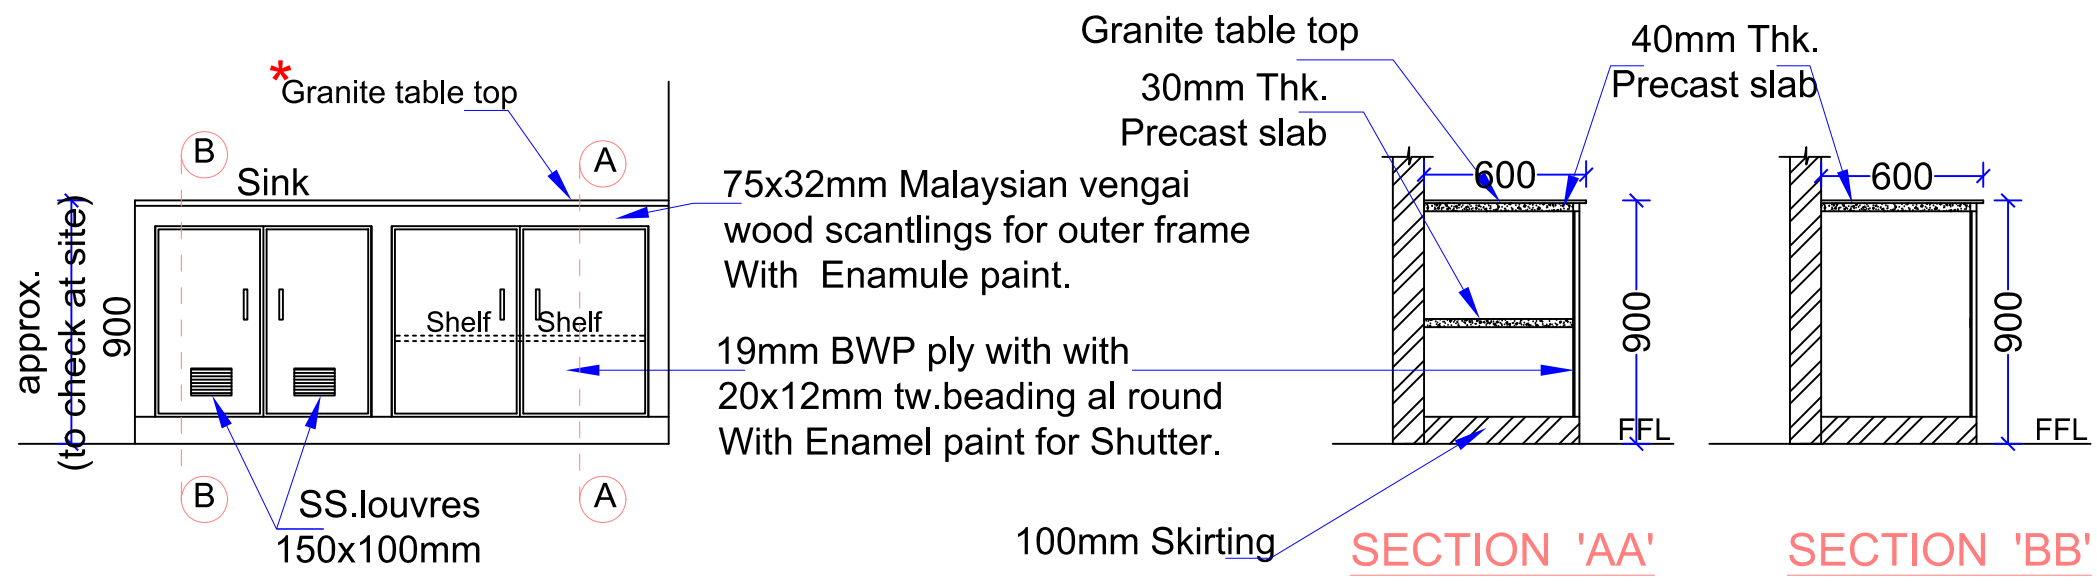 *
Granite table top
B
A
Sink
approx.
(to check at site)
900
Shelf
Shelf
B
A
SS.louvres
150x100mm
75x32mm Malaysian vengai
wood scantlings for outer frame
With Enamule paint.
19mm BWP ply with with
20x12mm tw.beading al round
With Enamel paint for Shutter.
100mm Skirting
Granite table top
30mm Thk.
Precast slab
40mm Thk.
Precast slab
600
900
FFL
SECTION 'AA'
600
900
FFL
SECTION 'BB'